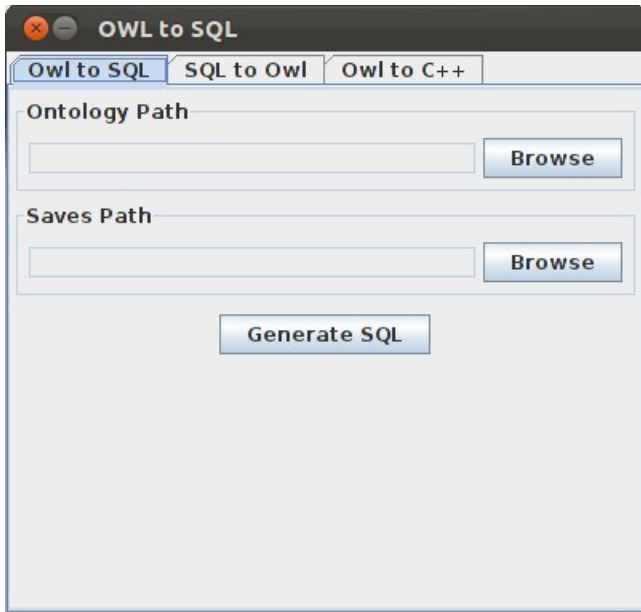 OWL to SQL
Owl to SQL SQL to Owl Owl to C++
Ontology Path
Browse
Saves Path
Browse
Generate SQL